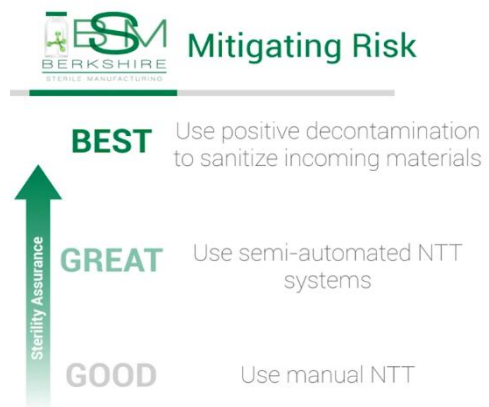 BSM
BERKSHIRE
STERILE MANUFACTURING
Mitigating Risk
BEST
Use positive decontamination
to sanitize incoming materials
Sterility Assurance
GREAT
Use semi-automated NTT
systems
GOOD
Use manual NTT